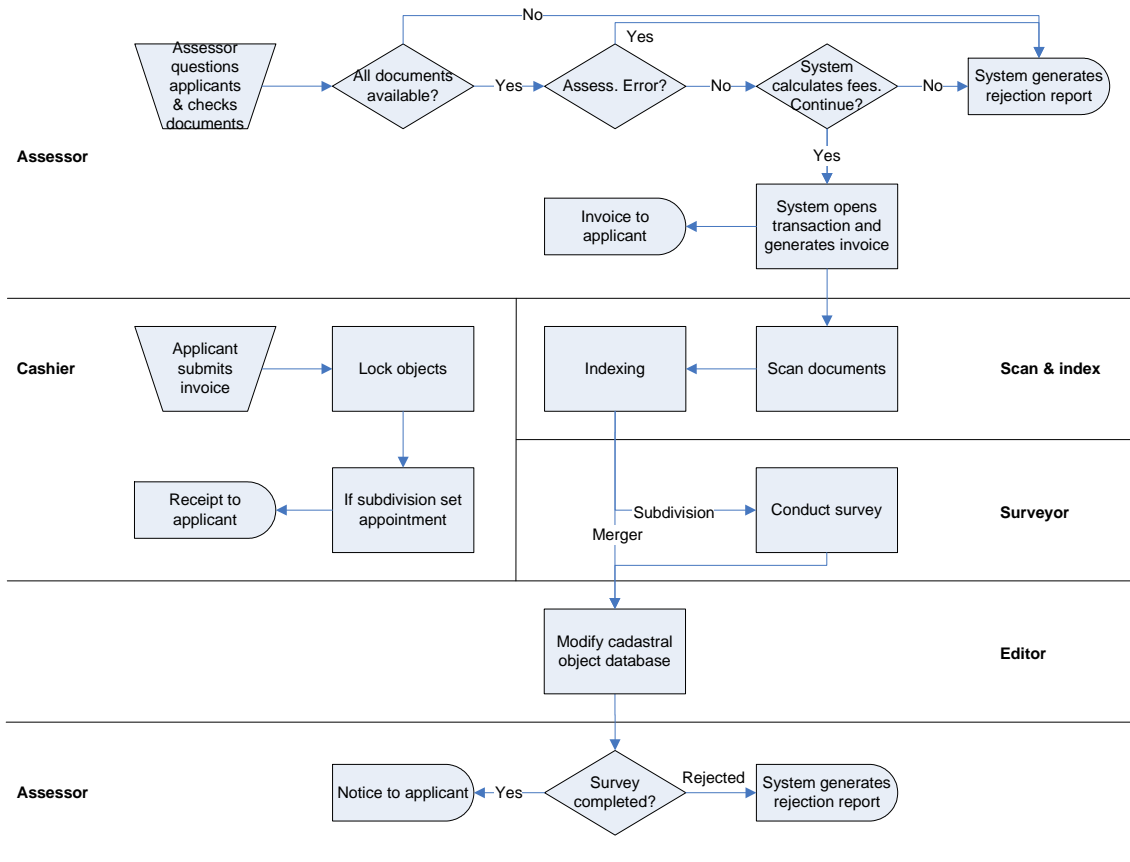 No
Yes
Assessor
questions
applicants
& checks
documents
All documents
available?
Yes
Assess. Error?
No
System
calculates fees.
Continue?
No
System generates
rejection report
Assessor
Yes
Invoice to
applicant
System opens
transaction and
generates invoice
Cashier
Applicant
submits
invoice
Lock objects
Indexing
Scan documents
Scan & index
Receipt to
applicant
If subdivision set
appointment
Subdivision
Merger
Conduct survey
Surveyor
Modify cadastral
object database
Editor
Assessor
Notice to applicant
Yes
Survey
completed?
Rejected
System generates
rejection report